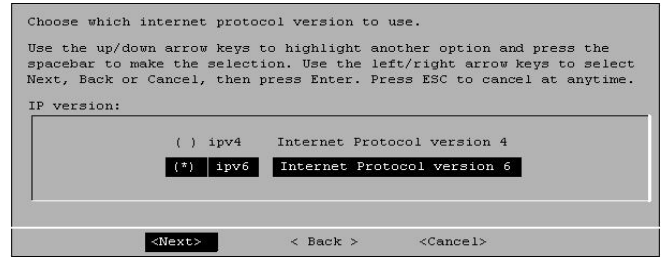 Choose which internet protocol version to use.
Use the up/down arrow keys to highlight another option and press the
spacebar to make the selection. Use the left/right arrow keys to select
Next, Back or Cancel, then press Enter. Press ESC to cancel at anytime.
IP version:
( ) ipv4 Internet Protocol version 4
(*) ipv6 Internet Protocol version 6
<Next> < Back > <Cancel>